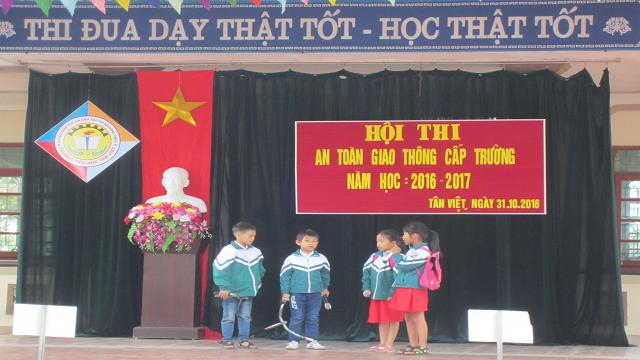 THI ĐUA DẠY THẬT TỐT - HỌC THẬT TỐT
HỘI THI
AN TOÀN GIAO THÔNG CẤP TRƯỜNG
NĂM HỌC : 2016 - 2017
TÂN VIỆT, NGÀY 31.10.2016